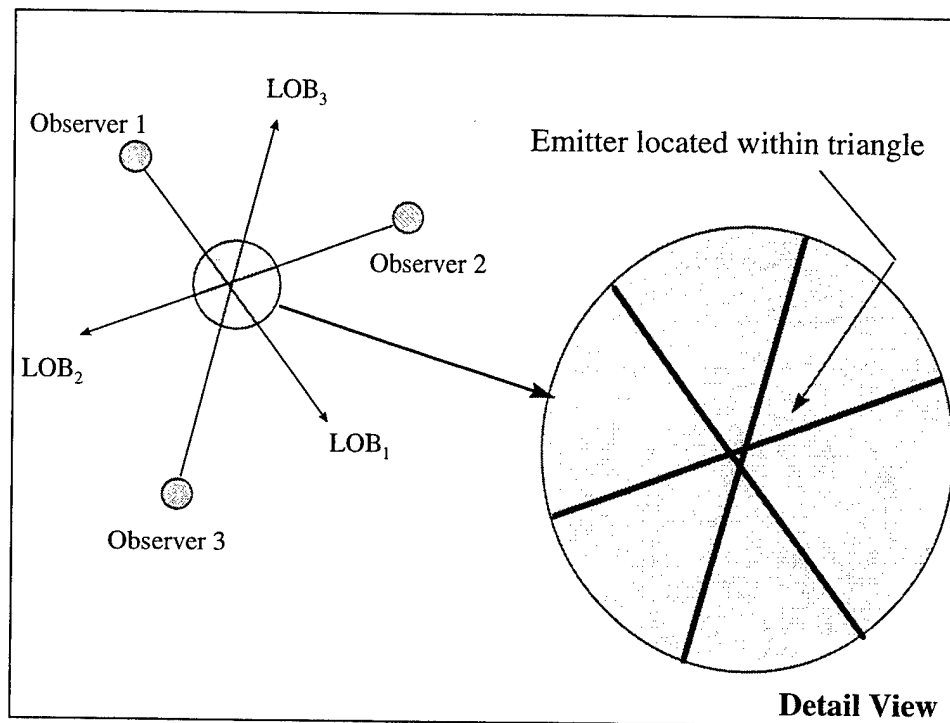 LOB₃
Observer 1
Emitter located within triangle
Observer 2
LOB₂
LOB₁
Observer 3
Detail View